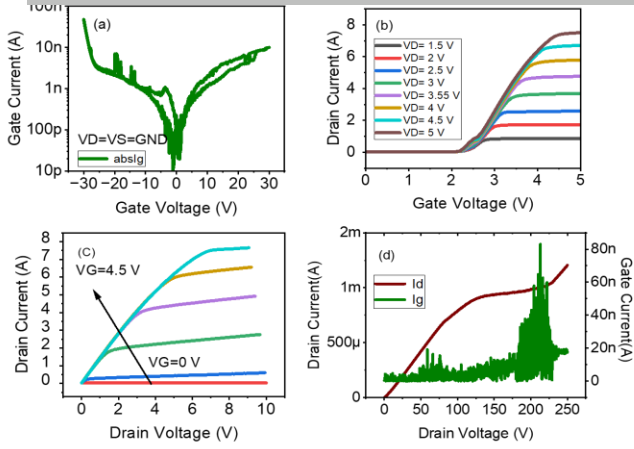 (a)
100n
10n
1n
100p
10p
Gate Current (A)
VD=VS=GND
absIg
−30 −20 −10 0 10 20 30
Gate Voltage (V)
(b)
8
6
4
2
0
Drain Current (A)
VD= 1.5 V
VD= 2 V
VD= 2.5 V
VD= 3 V
VD= 3.55 V
VD= 4 V
VD= 4.5 V
VD= 5 V
0 1 2 3 4 5
Gate Voltage (V)
(C)
8
7
6
5
4
3
2
1
0
Drain Current (A)
VG=4.5 V
VG=0 V
0 2 4 6 8 10
Drain Voltage (V)
(d)
2m
1m
500µ
0
Drain Current(A)
Id
Ig
80n
60n
40n
20n
0
Gate Current(A)
0 50 100 150 200 250
Drain Voltage (V)